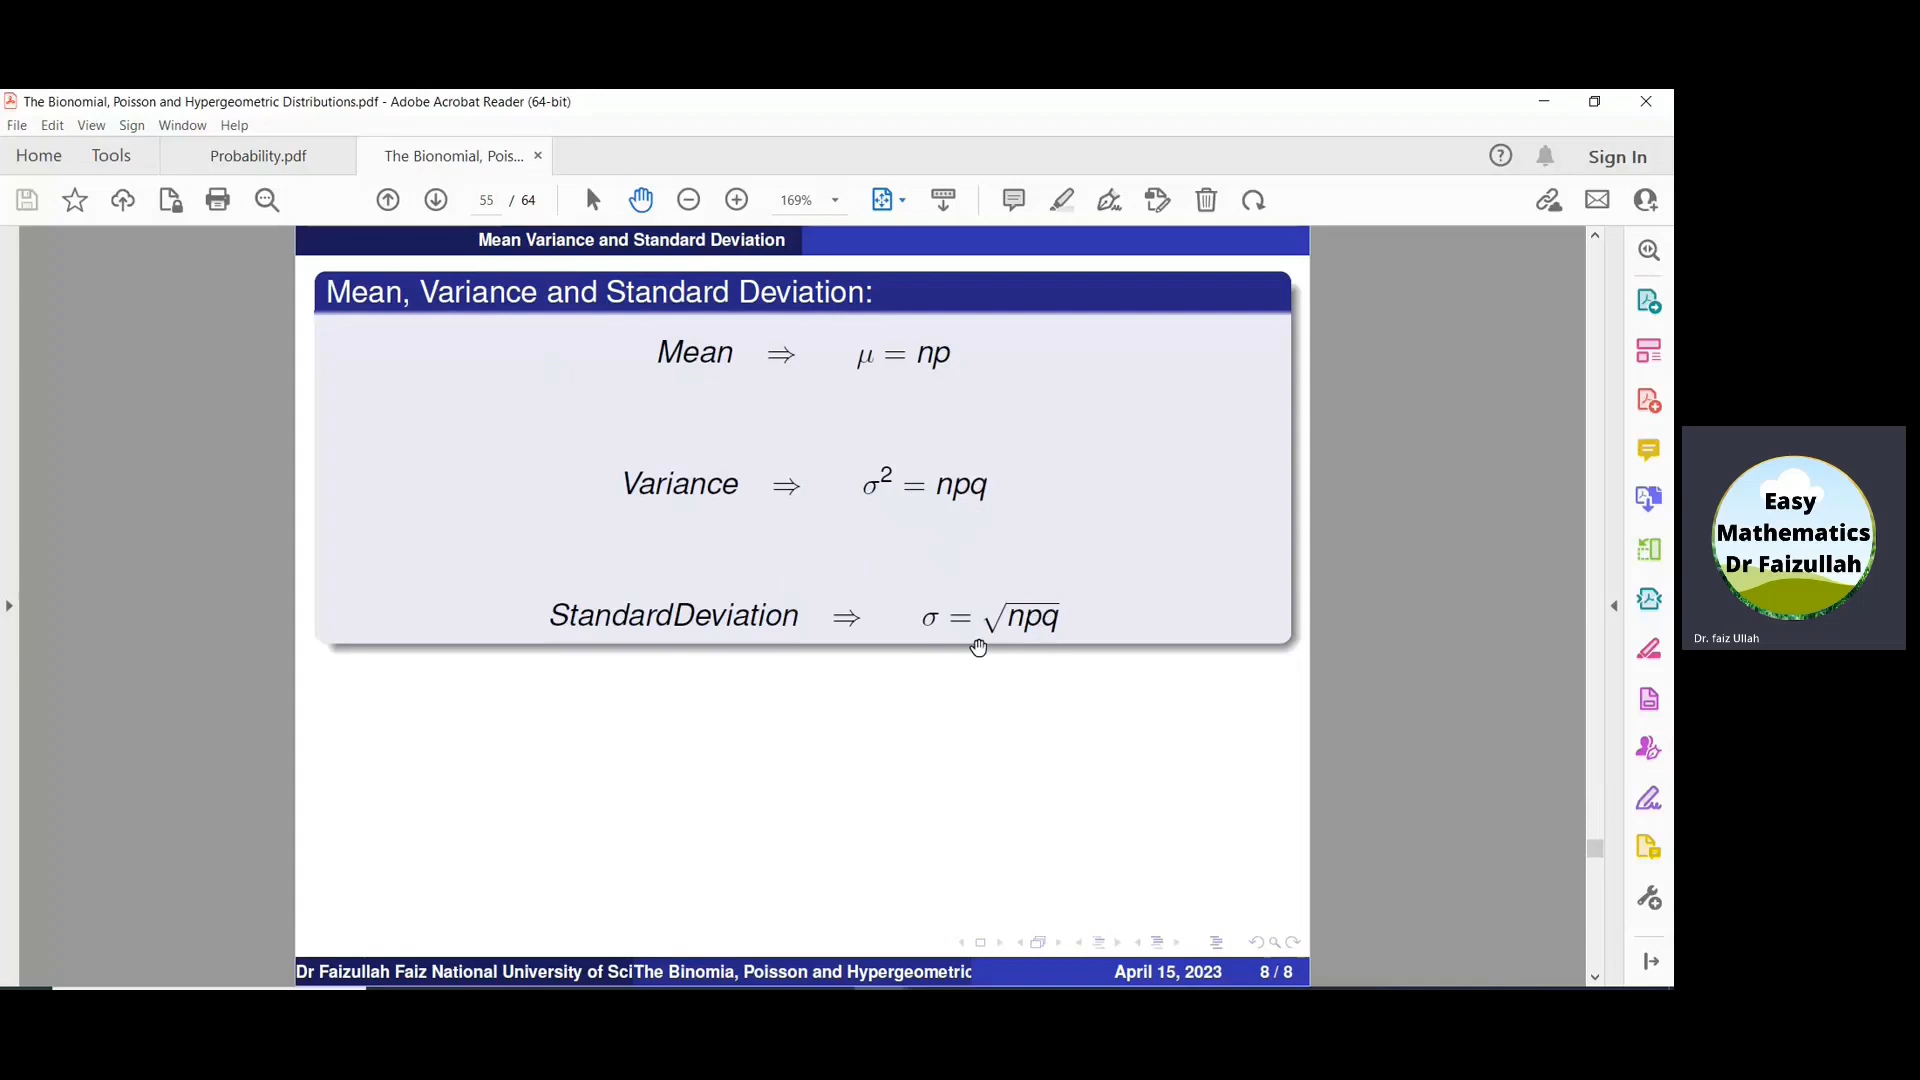 The Bionomial, Poisson and Hypergeometric Distributions.pdf - Adobe Acrobat Reader (64-bit)
File Edit View Sign Window Help
Home Tools Probability.pdf The Bionomial, Pois... × Sign In
55 / 64 169%
Mean Variance and Standard Deviation
Mean, Variance and Standard Deviation:
Mean ⇒ μ = np
Variance ⇒ σ² = npq
StandardDeviation ⇒ σ = √npq
Easy
Mathematics
Dr Faizullah
Dr. faiz Ullah
Dr Faizullah Faiz National University of Sci The Binomia, Poisson and Hypergeometric April 15, 2023 8 / 8